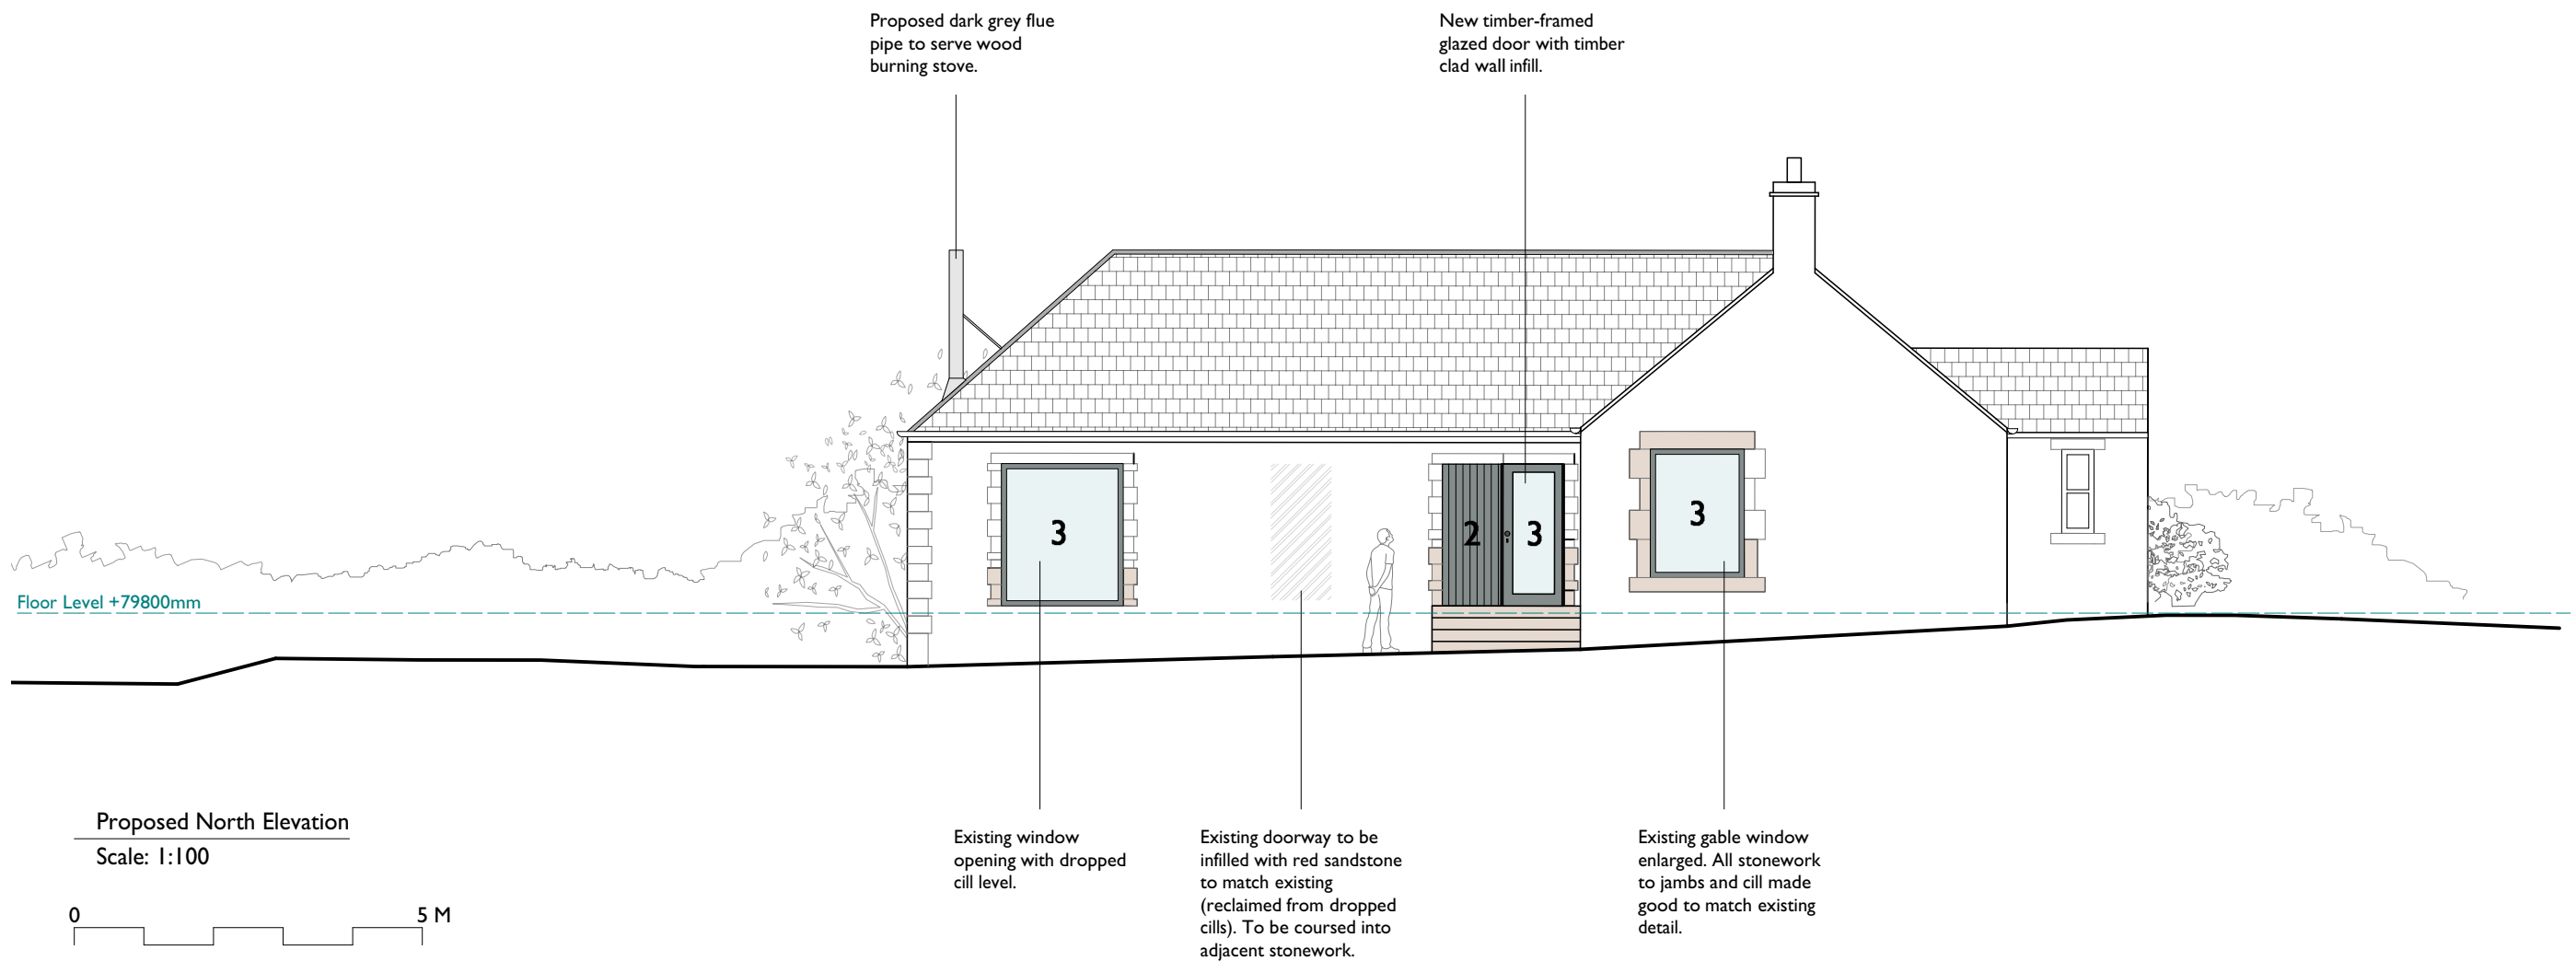 Proposed dark grey flue
pipe to serve wood
burning stove.
New timber-framed
glazed door with timber
clad wall infill.
3
2
3
3
Floor Level +79800mm
Proposed North Elevation
Scale: 1:100
0
5 M
Existing window
opening with dropped
cill level.
Existing doorway to be
infilled with red sandstone
to match existing
(reclaimed from dropped
cills). To be coursed into
adjacent stonework.
Existing gable window
enlarged. All stonework
to jambs and cill made
good to match existing
detail.